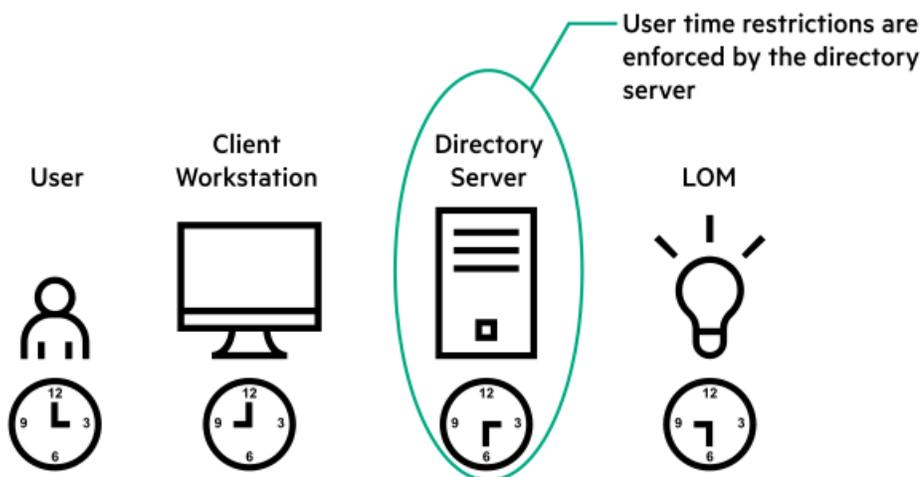 User time restrictions are
enforced by the directory
server
Client
Workstation
Directory
Server
User
LOM
12
9 3
6
12
9 3
6
12
9 3
6
12
9 3
6